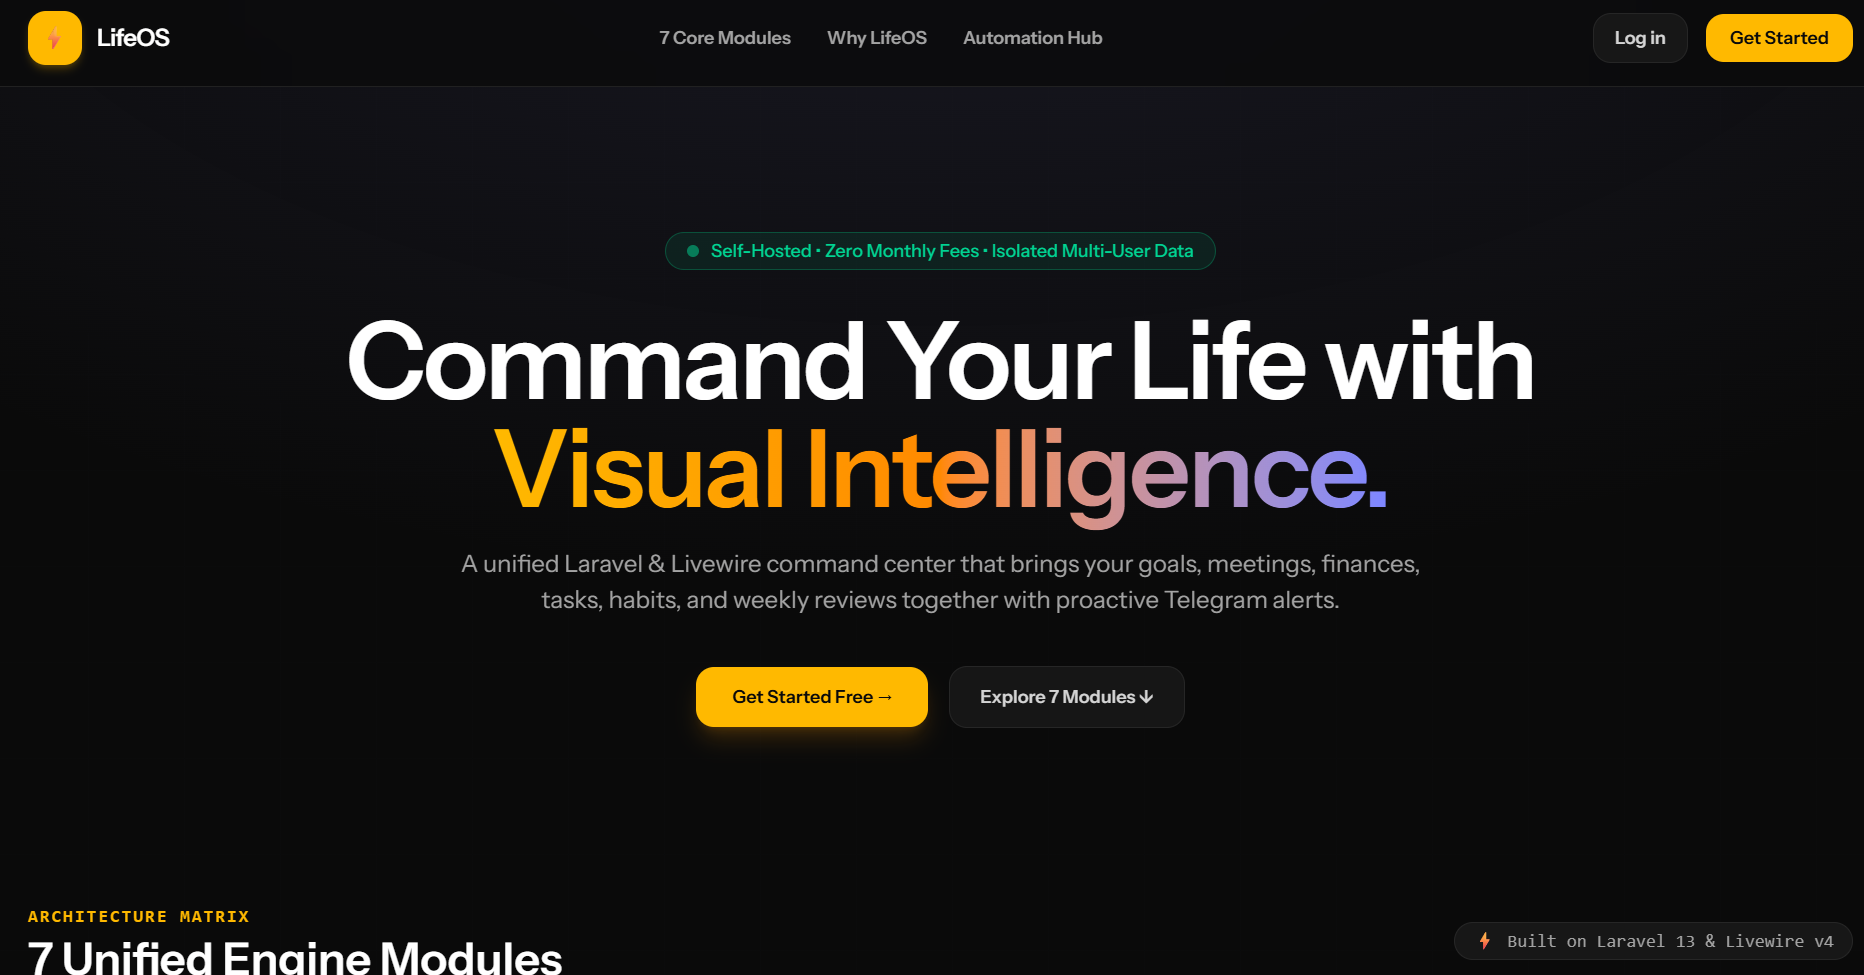 LifeOS
7 Core Modules
Why LifeOS
Automation Hub
Log in
Get Started
Self-Hosted · Zero Monthly Fees · Isolated Multi-User Data
Command Your Life with
Visual Intelligence.
A unified Laravel & Livewire command center that brings your goals, meetings, finances,
tasks, habits, and weekly reviews together with proactive Telegram alerts.
Get Started Free →
Explore 7 Modules ↓
ARCHITECTURE MATRIX
7 Unified Engine Modules
Built on Laravel 13 & Livewire v4